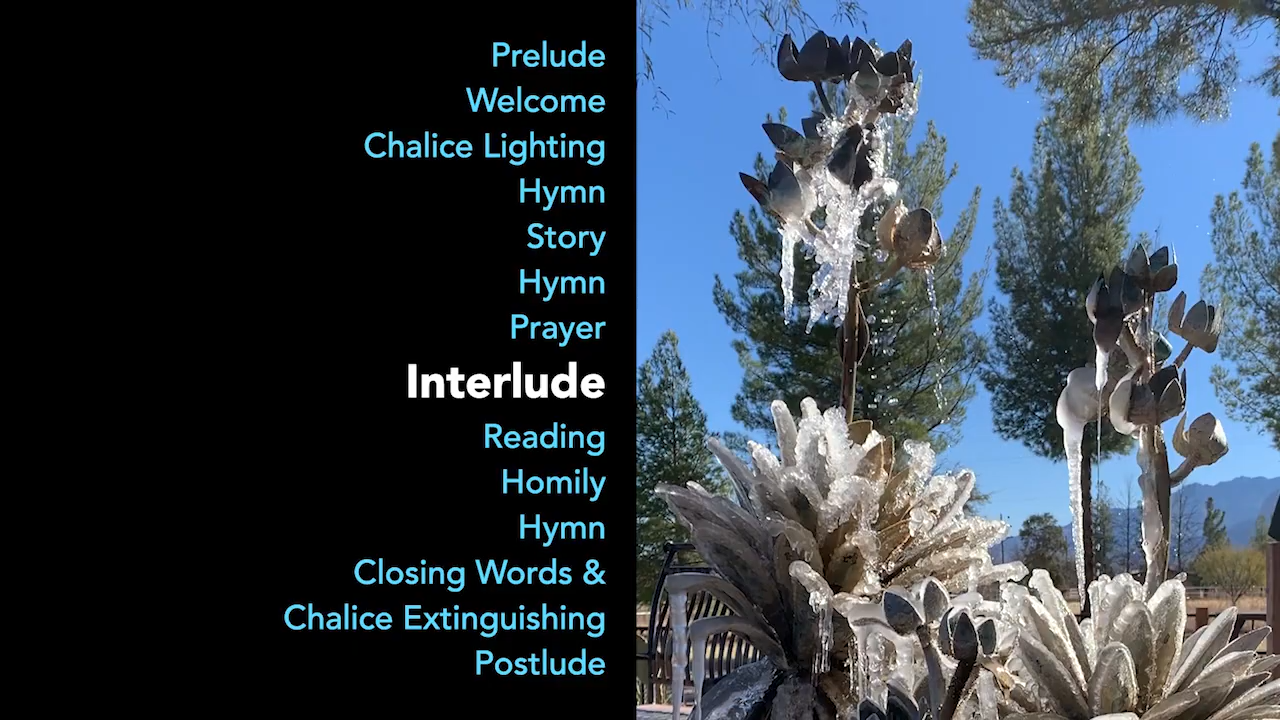 Prelude
Welcome
Chalice Lighting
Hymn
Story
Hymn
Prayer
Interlude
Reading
Homily
Hymn
Closing Words &
Chalice Extinguishing
Postlude